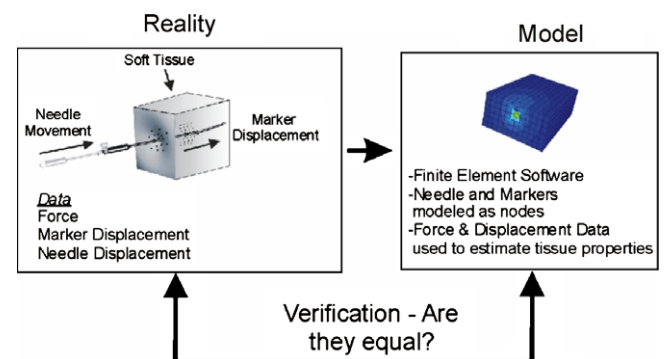 Reality
Model
Soft Tissue
Needle
Movement
Marker
Displacement
Data
Force
Marker Displacement
Needle Displacement
-Finite Element Software
-Needle and Markers
modeled as nodes
-Force & Displacement Data
used to estimate tissue properties
Verification - Are
they equal?